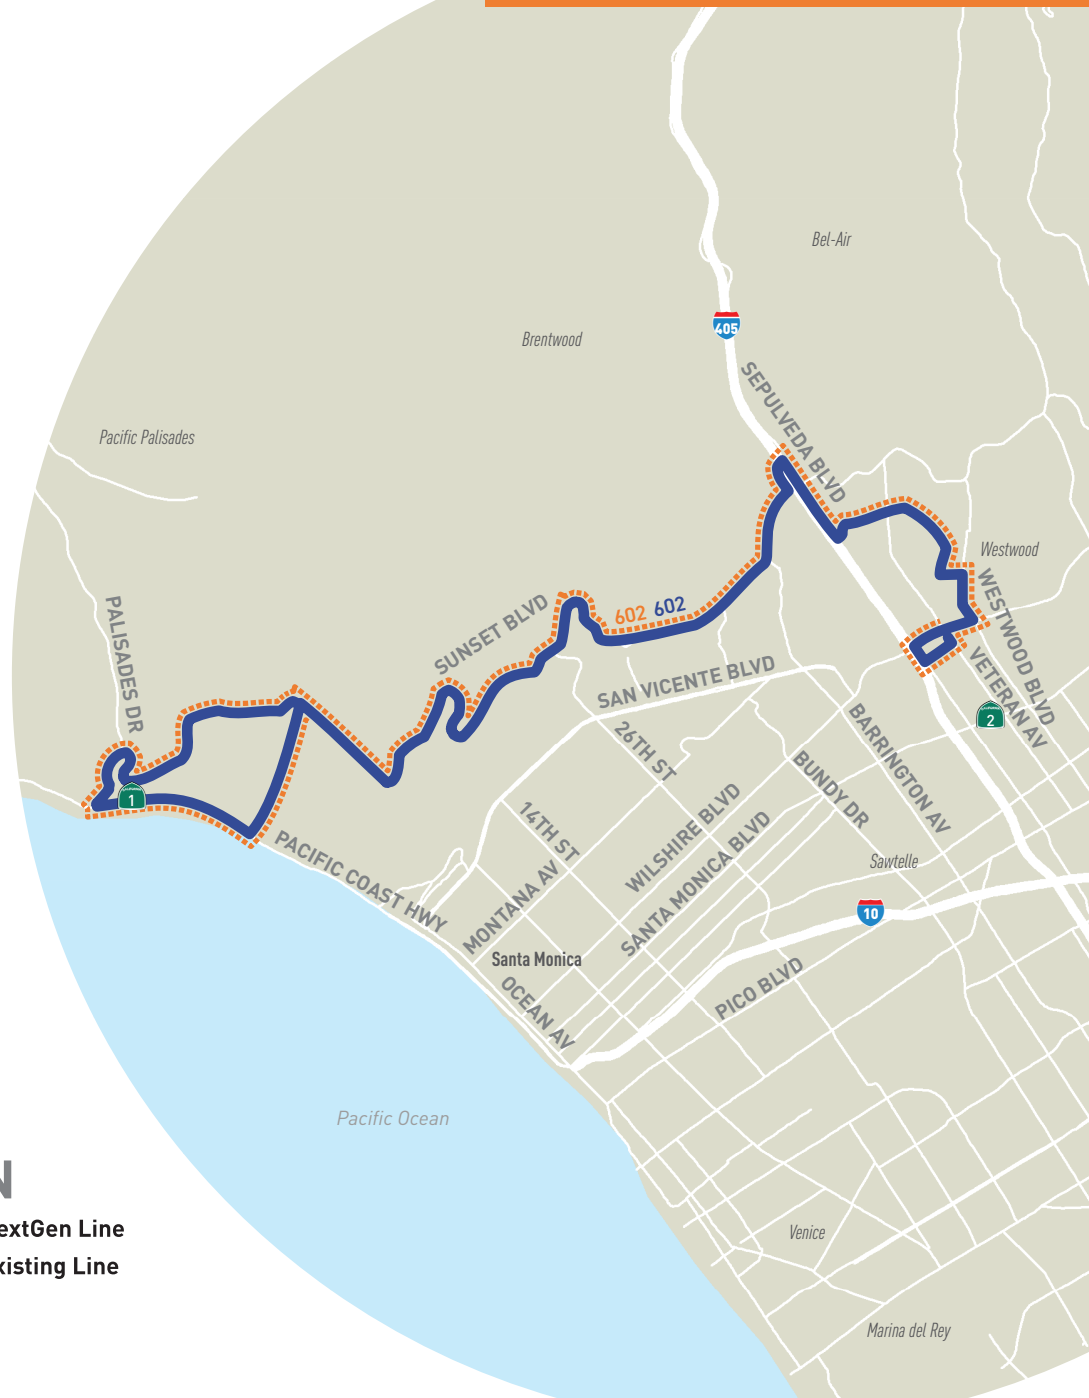 Bel-Air
405
Brentwood
SEPULVEDA BLVD
Pacific Palisades
Westwood
PALISADES DR
SUNSET BLVD
602 602
WESTWOOD BLVD
VETERAN AV
SAN VICENTE BLVD
2
26TH ST
BARRINGTON AV
BUNDY DR
1
14TH ST
WILSHIRE BLVD
SANTA MONICA BLVD
PACIFIC COAST HWY
MONTANA AV
Sawtelle
10
Santa Monica
OCEAN AV
PICO BLVD
Pacific Ocean
N
extGen Line
xisting Line
Venice
Marina del Rey